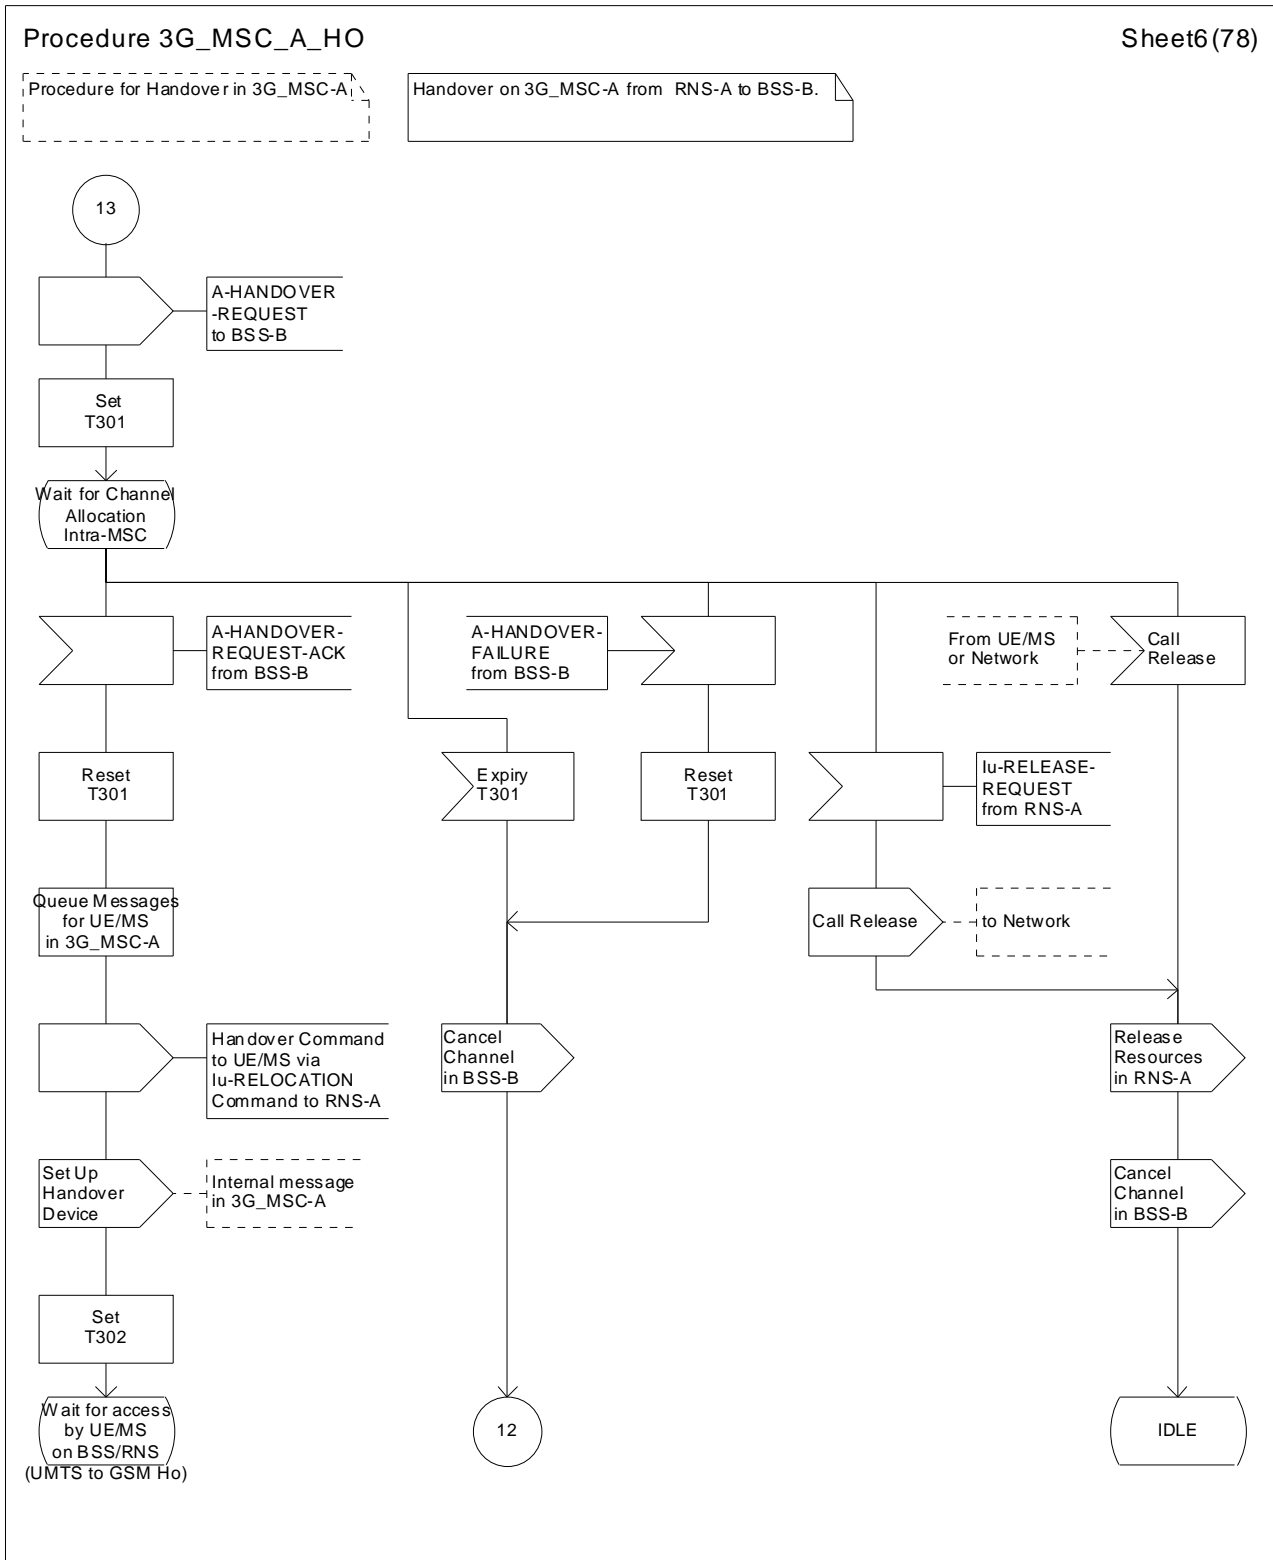 Procedure 3G_MSC_A_HO
Sheet6(78)
Procedure for Handover in 3G_MSC-A
Handover on 3G_MSC-A from RNS-A to BSS-B.
13
A-HANDOVER
-REQUEST
to BSS-B
Set
T301
Wait for Channel
Allocation
Intra-MSC
A-HANDOVER-
REQUEST-ACK
from BSS-B
A-HANDOVER-
FAILURE
from BSS-B
From UE/MS
or Network
Call
Release
Reset
T301
Expiry
T301
Reset
T301
Iu-RELEASE-
REQUEST
from RNS-A
Queue Messages
for UE/MS
in 3G_MSC-A
Call Release
to Network
Handover Command
to UE/MS via
Iu-RELOCATION
Command to RNS-A
Cancel
Channel
in BSS-B
Release
Resources
in RNS-A
Set Up
Handover
Device
Internal message
in 3G_MSC-A
Cancel
Channel
in BSS-B
Set
T302
Wait for access
by UE/MS
on BSS/RNS
(UMTS to GSM Ho)
12
IDLE